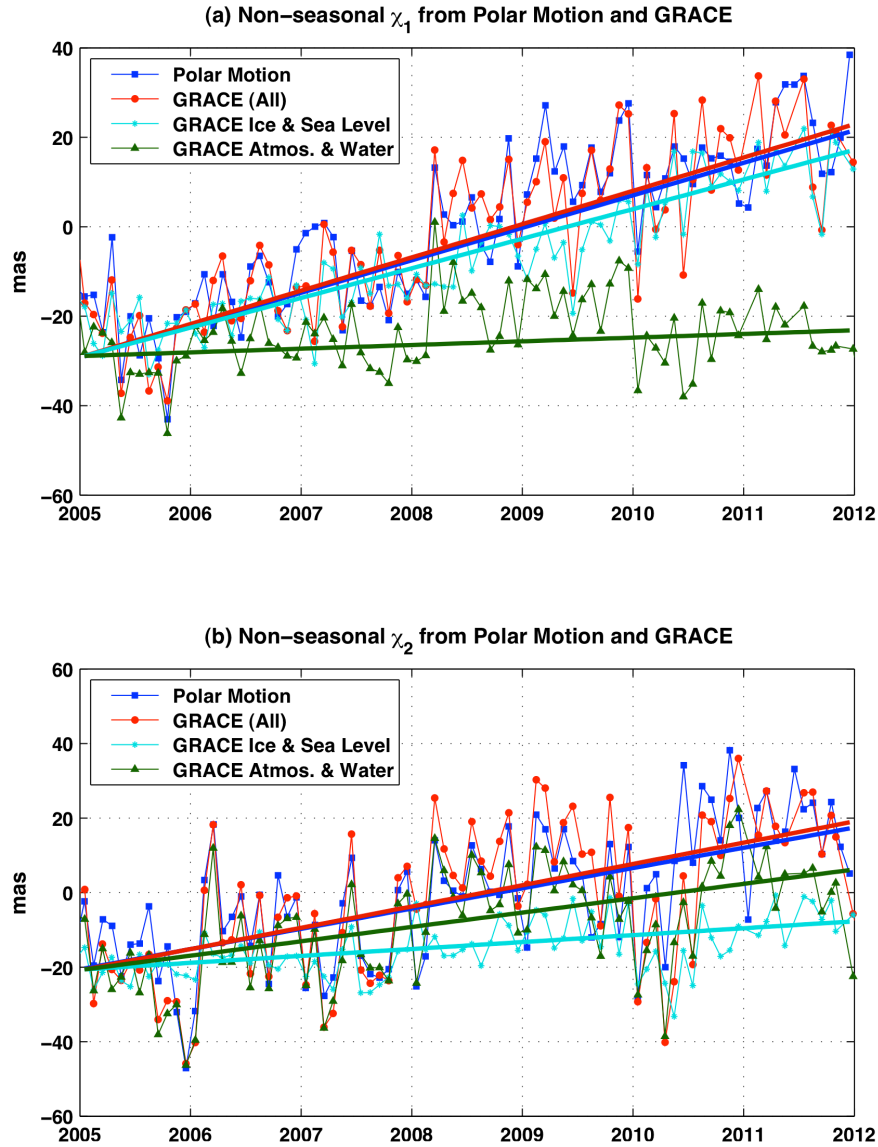 (a) Non−seasonal χ1 from Polar Motion and GRACE
40
20
0
−20
−40
−60
mas
Polar Motion
GRACE (All)
GRACE Ice & Sea Level
GRACE Atmos. & Water
2005 2006 2007 2008 2009 2010 2011 2012
(b) Non−seasonal χ2 from Polar Motion and GRACE
60
40
20
0
−20
−40
−60
mas
Polar Motion
GRACE (All)
GRACE Ice & Sea Level
GRACE Atmos. & Water
2005 2006 2007 2008 2009 2010 2011 2012